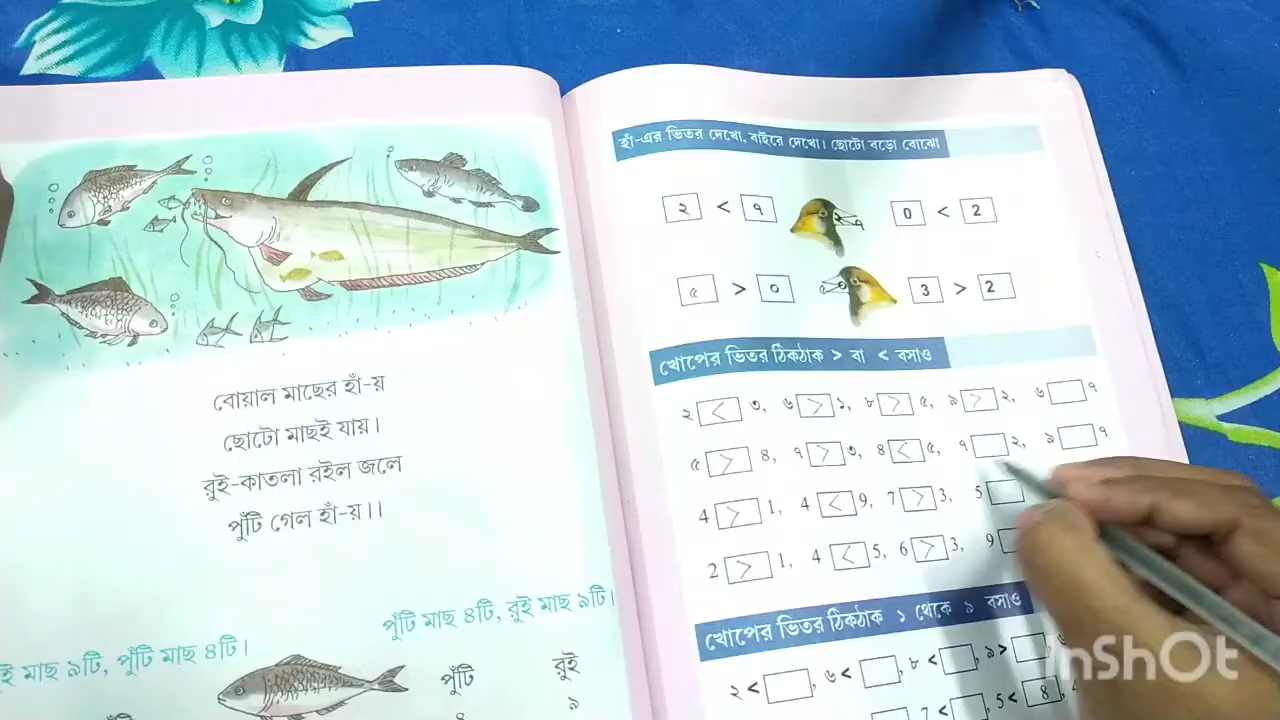 বোয়াল মাছের হাঁ-য়
ছোটো মাছই যায়।
রুই-কাতলা রইল জলে
পুঁটি গেল হাঁ-য়।।
পুঁটি মাছ ৪টি, রুই মাছ ৯টি।
ই মাছ ৯টি, পুঁটি মাছ ৪টি।
পুঁটি রুই
৯
হাঁ-এর ভিতর দেখো, বাইরে দেখো। ছোটো বড়ো বোঝো
২ < ৭ 0 < 2
৫ > ০ 3 > 2
খোপের ভিতর ঠিকঠাক > বা < বসাও
২ < ৩, ৬ > ১, ৮ > ৫, ৯ > ২, ৬ ৭
৫ > ৪, ৭ > ৩, ৪ < ৫, ৭ ২, ৯ ৭
4 > 1, 4 < 9, 7 > 3, 5
2 > 1, 4 < 5, 6 > 3, 9
খোপের ভিতর ঠিকঠাক ১ থেকে ৯ বসাও
২ < , ৬ < , ৮ < , ৯ >
7 < , 5 < 8
InShOt